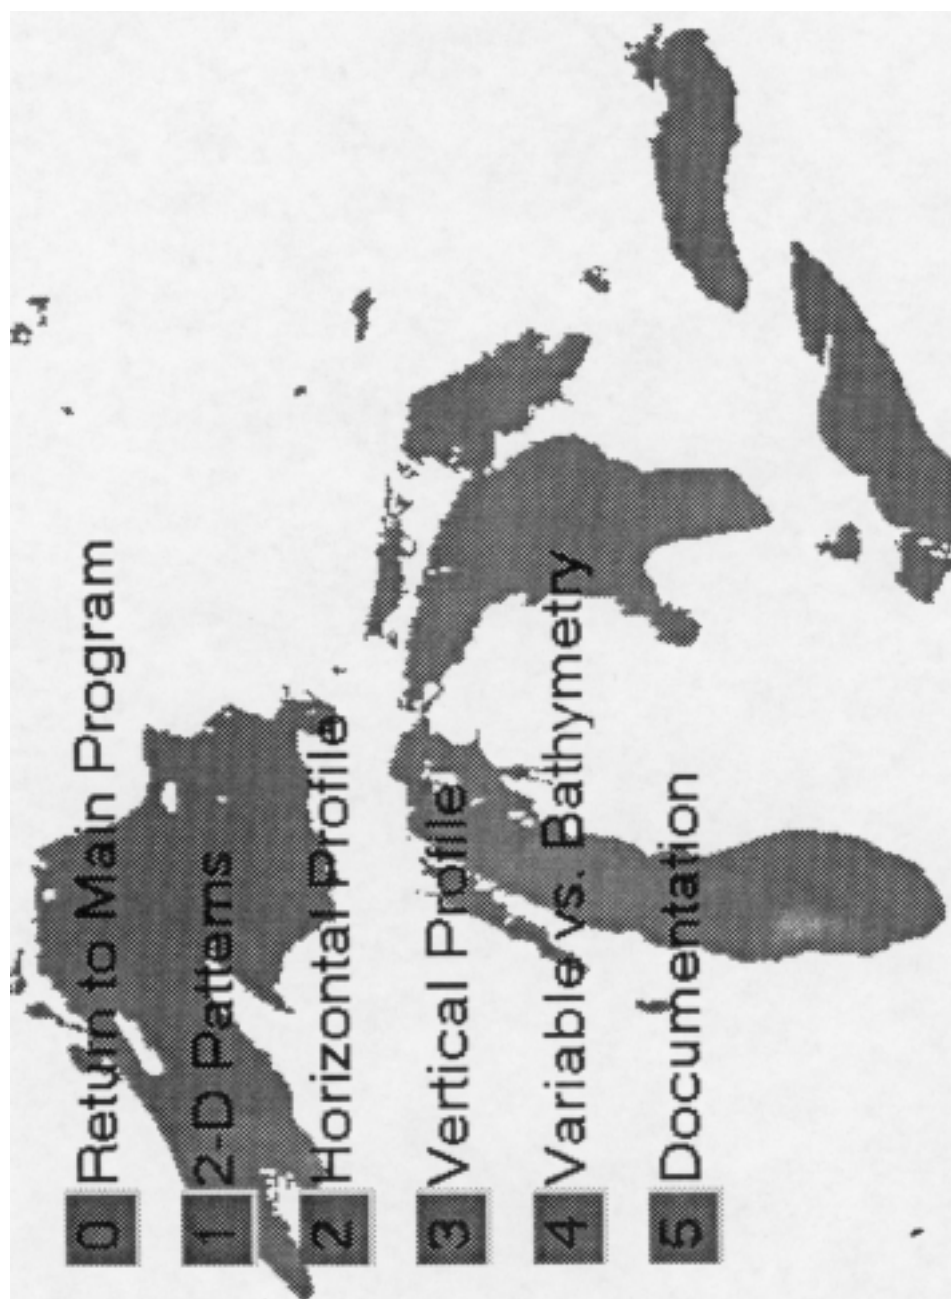 0 Return to Main Program
1 2-D Patterns
2 Horizontal Profile
3 Vertical Profile
4 Variable vs. Bathymetry
5 Documentation